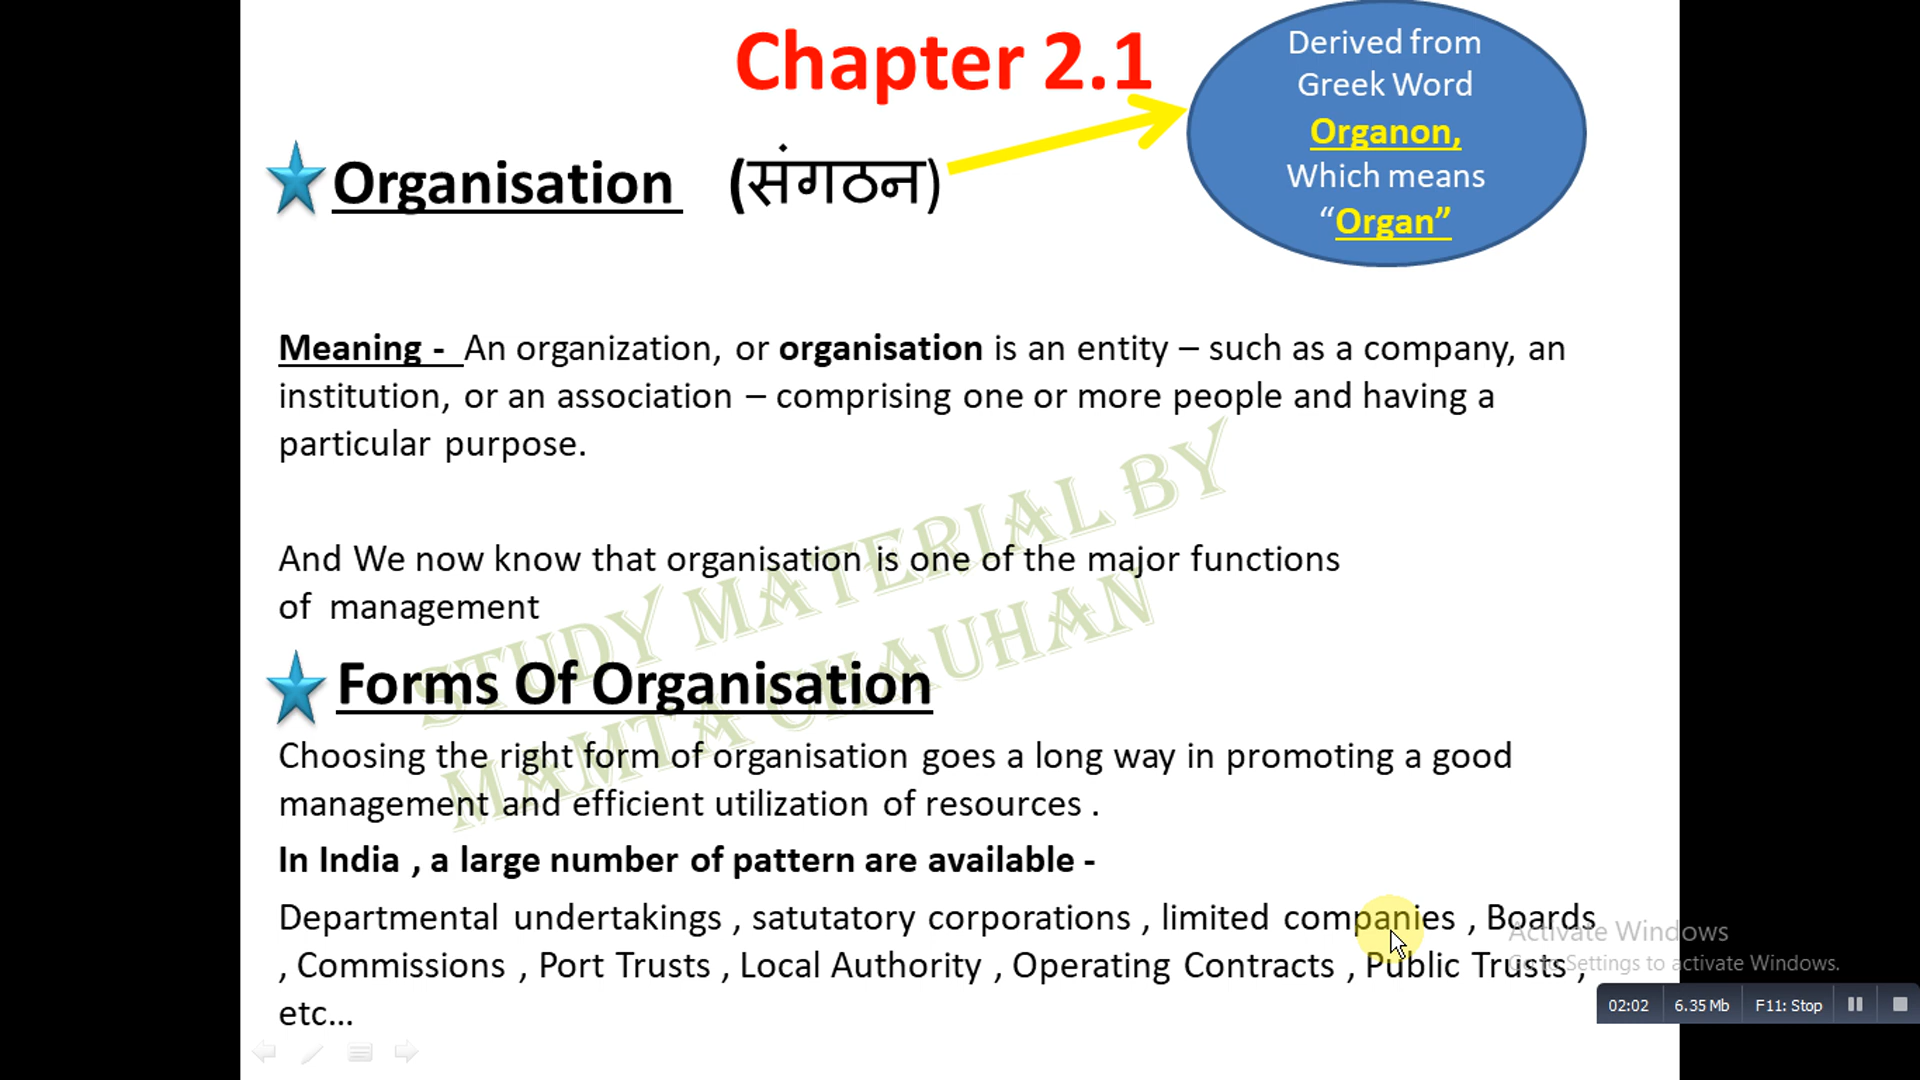 Chapter 2.1
Derived from
Greek Word
Organon,
Which means
“Organ”
Organisation (संगठन)
Meaning - An organization, or organisation is an entity – such as a company, an
institution, or an association – comprising one or more people and having a
particular purpose.
And We now know that organisation is one of the major functions
of management
STUDY MATERIAL BY
MAMTA CHAUHAN
Forms Of Organisation
Choosing the right form of organisation goes a long way in promoting a good
management and efficient utilization of resources .
In India , a large number of pattern are available -
Departmental undertakings , satutatory corporations , limited companies , Boards
, Commissions , Port Trusts , Local Authority , Operating Contracts , Public Trusts ,
etc...
Activate Windows
Go to Settings to activate Windows.
02:02 6.35 Mb F11: Stop